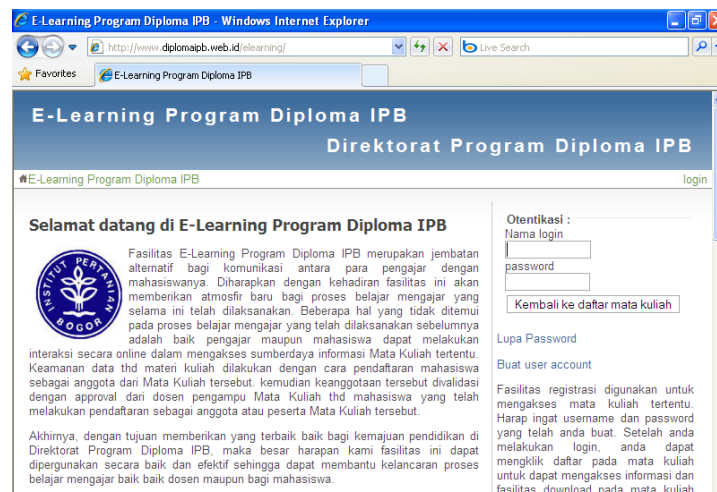 E-Learning Program Diploma IPB - Windows Internet Explorer
http://www.diplomaipb.web.id/elearning/
Live Search
Favorites
E-Learning Program Diploma IPB
E-Learning Program Diploma IPB
Direktorat Program Diploma IPB
E-Learning Program Diploma IPB
login
Selamat datang di E-Learning Program Diploma IPB
INSTITUT PERTANIAN BOGOR
Fasilitas E-Learning Program Diploma IPB merupakan jembatan
alternatif bagi komunikasi antara para pengajar dengan
mahasiswanya. Diharapkan dengan kehadiran fasilitas ini akan
memberikan atmosfir baru bagi proses belajar mengajar yang
selama ini telah dilaksanakan. Beberapa hal yang tidak ditemui
pada proses belajar mengajar yang telah dilaksanakan sebelumnya
adalah baik pengajar maupun mahasiswa dapat melakukan
interaksi secara online dalam mengakses sumberdaya informasi Mata Kuliah tertentu.
Keamanan data thd materi kuliah dilakukan dengan cara pendaftaran mahasiswa
sebagai anggota dari Mata Kuliah tersebut. kemudian keanggotaan tersebut divalidasi
dengan approval dari dosen pengampu Mata Kuliah thd mahasiswa yang telah
melakukan pendaftaran sebagai anggota atau peserta Mata Kuliah tersebut.
Akhirnya, dengan tujuan memberikan yang terbaik baik bagi kemajuan pendidikan di
Direktorat Program Diploma IPB, maka besar harapan kami fasilitas ini dapat
dipergunakan secara baik dan efektif sehingga dapat membantu kelancaran proses
belajar mengajar baik baik dosen maupun bagi mahasiswa.
Otentikasi :
Nama login
password
Kembali ke daftar mata kuliah
Lupa Password
Buat user account
Fasilitas registrasi digunakan untuk
mengakses mata kuliah tertentu.
Harap ingat username dan password
yang telah anda buat. Setelah anda
melakukan login, anda dapat
mengklik daftar pada mata kuliah
untuk dapat mengakses informasi dan
fasilitas download pada mata kuliah